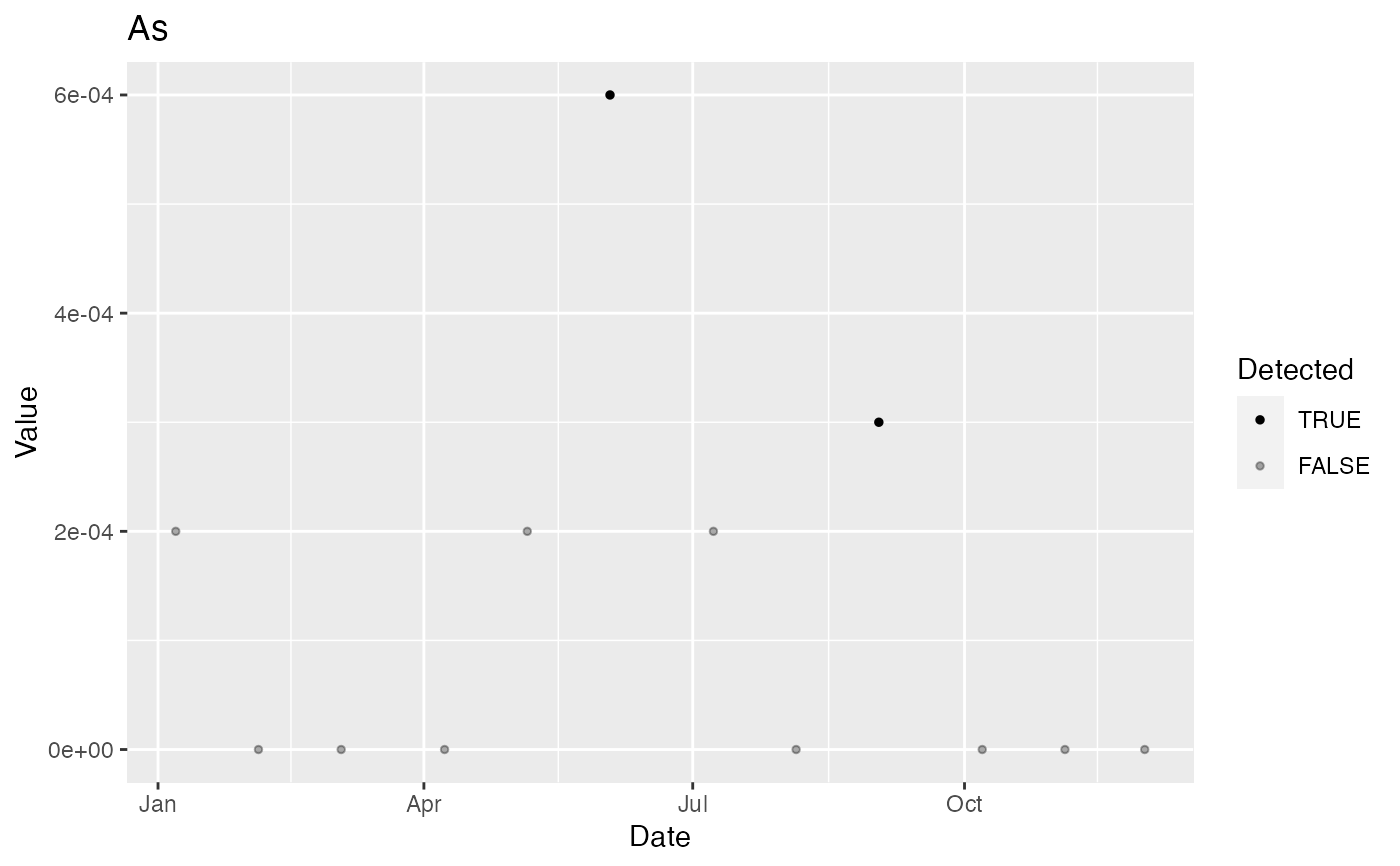 As
6e-04
4e-04
2e-04
0e+00
Value
Jan Apr Jul Oct
Date
Detected
TRUE
FALSE